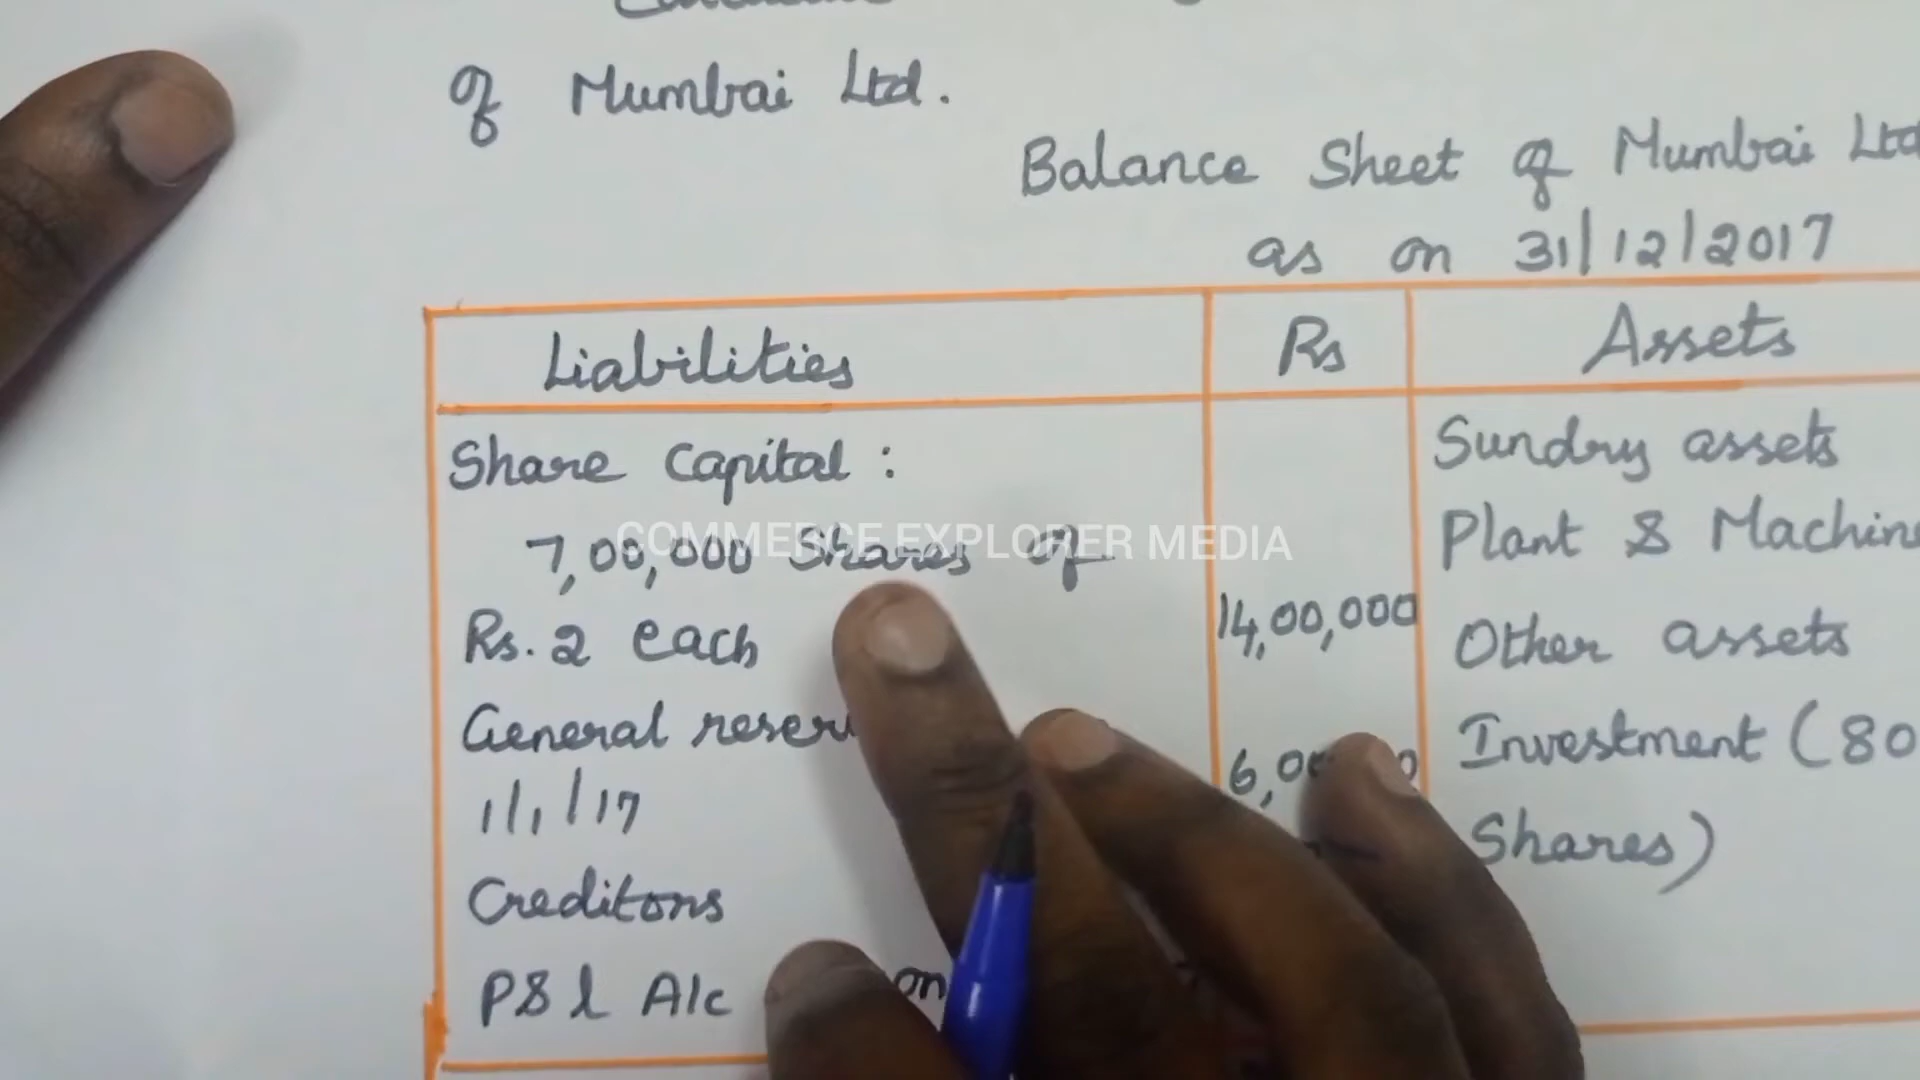 of Mumbai Ltd.
Balance Sheet of Mumbai Ltd
as on 31/12/2017
Liabilities Rs Assets
Share Capital : Sundry assets
COMMERCE EXPLORER MEDIA
7,00,000 Shares of Plant & Machine
Rs. 2 each 14,00,000 Other assets
General reser Investment (80
1/1/17 Shares)
Creditors
P & L A/c on